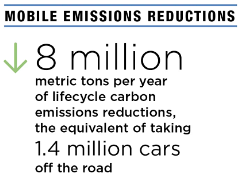 MOBILE EMISSIONS REDUCTIONS
8 million
metric tons per year
of lifecycle carbon
emissions reductions,
the equivalent of taking
1.4 million cars
off the road